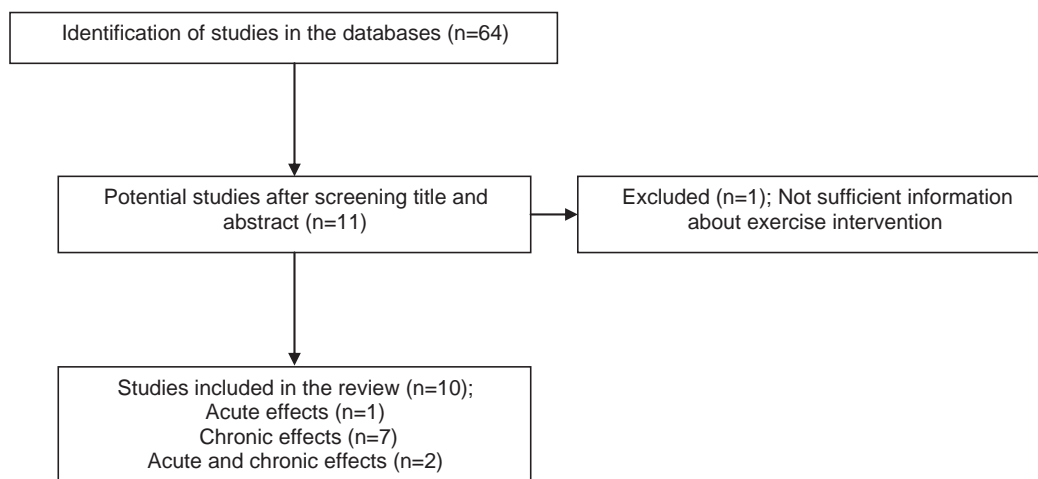 Identification of studies in the databases (n=64)
Potential studies after screening title and
abstract (n=11)
Excluded (n=1); Not sufficient information
about exercise intervention
Studies included in the review (n=10);
Acute effects (n=1)
Chronic effects (n=7)
Acute and chronic effects (n=2)